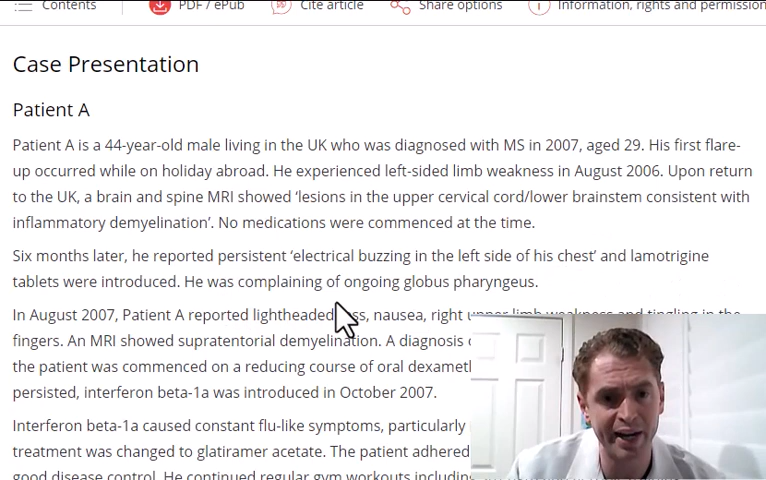 Contents PDF / ePub Cite article Share options Information, rights and permission
Case Presentation
Patient A
Patient A is a 44-year-old male living in the UK who was diagnosed with MS in 2007, aged 29. His first flare-
up occurred while on holiday abroad. He experienced left-sided limb weakness in August 2006. Upon return
to the UK, a brain and spine MRI showed ‘lesions in the upper cervical cord/lower brainstem consistent with
inflammatory demyelination’. No medications were commenced at the time.
Six months later, he reported persistent ‘electrical buzzing in the left side of his chest’ and lamotrigine
tablets were introduced. He was complaining of ongoing globus pharyngeus.
In August 2007, Patient A reported lightheadedness, nausea, right upper limb weakness and tingling in the
fingers. An MRI showed supratentorial demyelination. A diagnosis
the patient was commenced on a reducing course of oral dexameth
persisted, interferon beta-1a was introduced in October 2007.
Interferon beta-1a caused constant flu-like symptoms, particularly
treatment was changed to glatiramer acetate. The patient adhered
good disease control. He continued regular gym workouts including